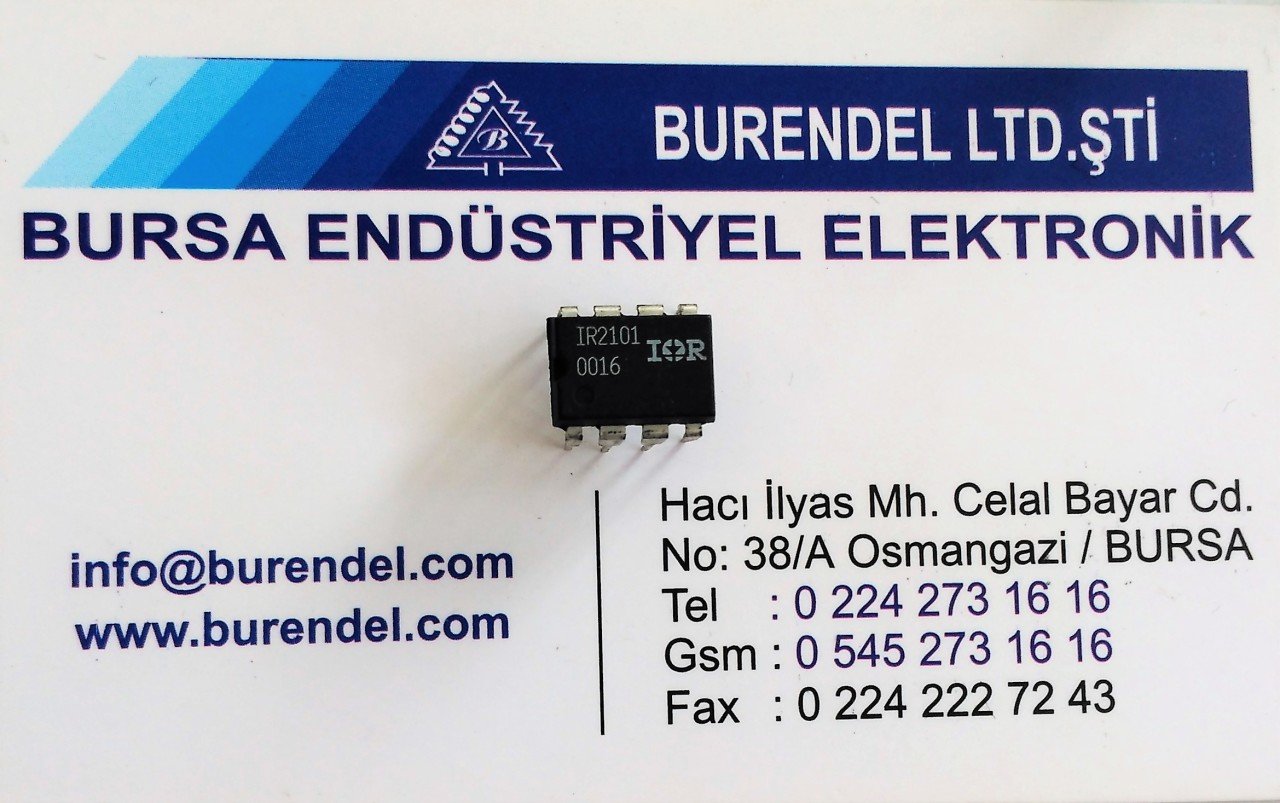 B
BURENDEL LTD.ŞTİ
BURSA ENDÜSTRİYEL ELEKTRONİK
IR2101
0016
IOR
info@burendel.com
www.burendel.com
Hacı İlyas Mh. Celal Bayar Cd.
No: 38/A Osmangazi / BURSA
Tel : 0 224 273 16 16
Gsm : 0 545 273 16 16
Fax : 0 224 222 72 43